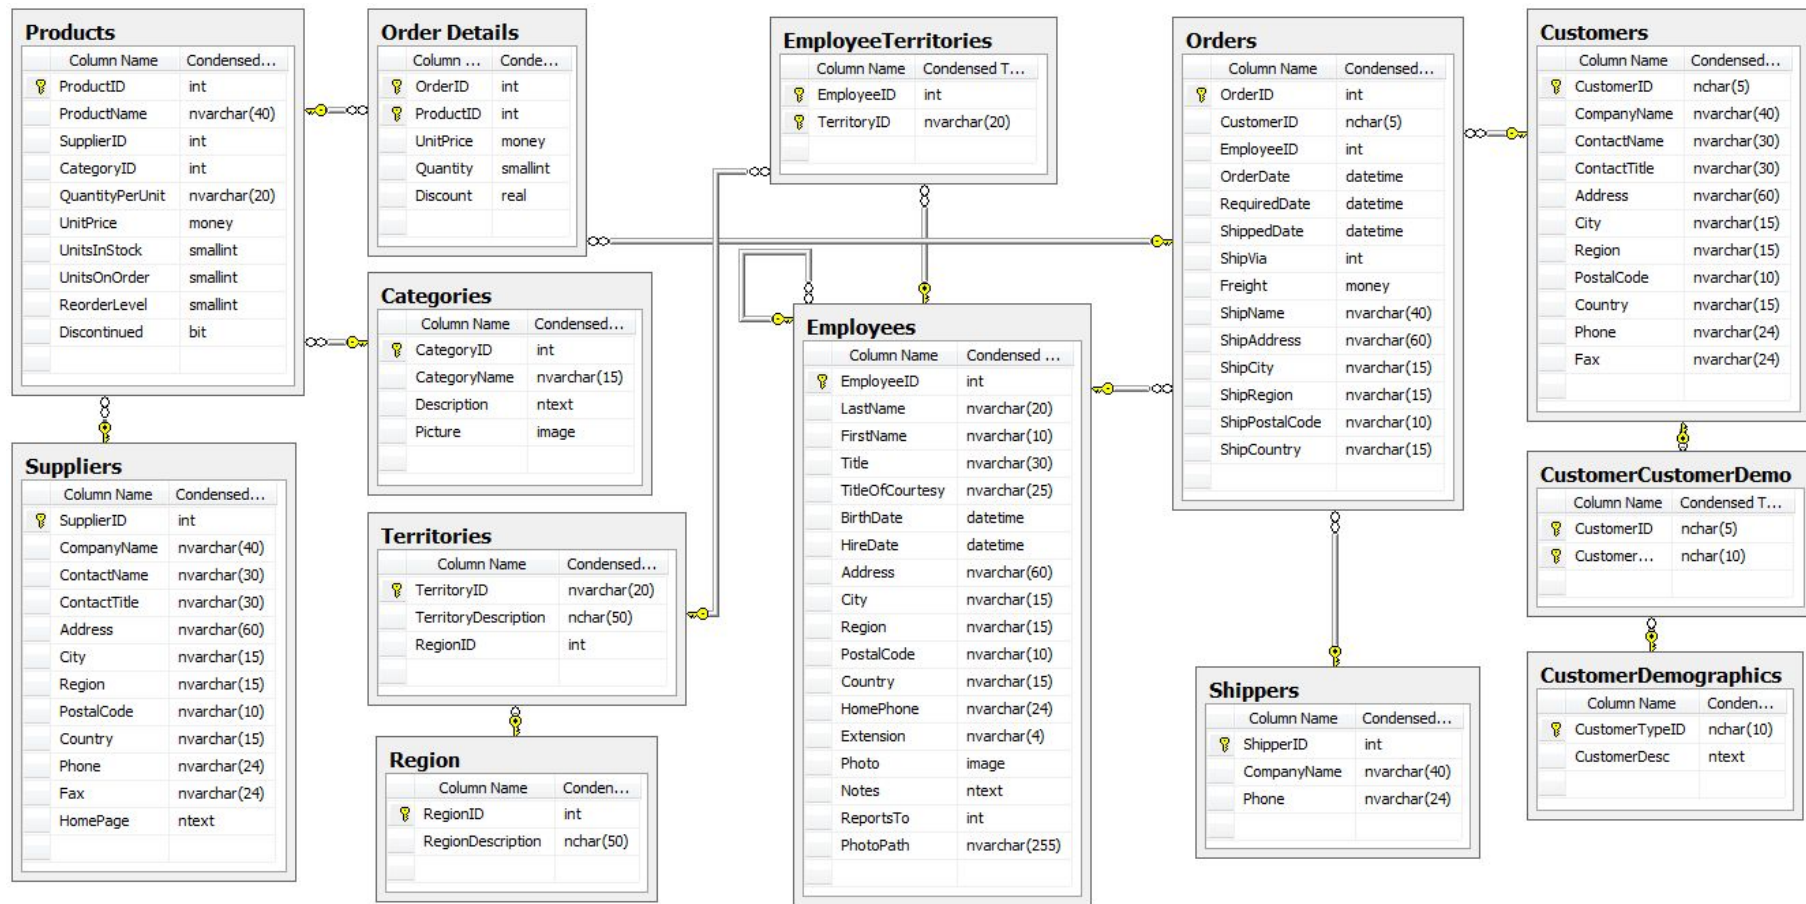 Products
Column Name Condensed...
ProductID int
ProductName nvarchar(40)
SupplierID int
CategoryID int
QuantityPerUnit nvarchar(20)
UnitPrice money
UnitsInStock smallint
UnitsOnOrder smallint
ReorderLevel smallint
Discontinued bit
Order Details
Column ... Conde...
OrderID int
ProductID int
UnitPrice money
Quantity smallint
Discount real
EmployeeTerritories
Column Name Condensed T...
EmployeeID int
TerritoryID nvarchar(20)
Orders
Column Name Condensed...
OrderID int
CustomerID nchar(5)
EmployeeID int
OrderDate datetime
RequiredDate datetime
ShippedDate datetime
ShipVia int
Freight money
ShipName nvarchar(40)
ShipAddress nvarchar(60)
ShipCity nvarchar(15)
ShipRegion nvarchar(15)
ShipPostalCode nvarchar(10)
ShipCountry nvarchar(15)
Customers
Column Name Condensed...
CustomerID nchar(5)
CompanyName nvarchar(40)
ContactName nvarchar(30)
ContactTitle nvarchar(30)
Address nvarchar(60)
City nvarchar(15)
Region nvarchar(15)
PostalCode nvarchar(10)
Country nvarchar(15)
Phone nvarchar(24)
Fax nvarchar(24)
Categories
Column Name Condensed...
CategoryID int
CategoryName nvarchar(15)
Description ntext
Picture image
Employees
Column Name Condensed ...
EmployeeID int
LastName nvarchar(20)
FirstName nvarchar(10)
Title nvarchar(30)
TitleOfCourtesy nvarchar(25)
BirthDate datetime
HireDate datetime
Address nvarchar(60)
City nvarchar(15)
Region nvarchar(15)
PostalCode nvarchar(10)
Country nvarchar(15)
HomePhone nvarchar(24)
Extension nvarchar(4)
Photo image
Notes ntext
ReportsTo int
PhotoPath nvarchar(255)
Suppliers
Column Name Condensed...
SupplierID int
CompanyName nvarchar(40)
ContactName nvarchar(30)
ContactTitle nvarchar(30)
Address nvarchar(60)
City nvarchar(15)
Region nvarchar(15)
PostalCode nvarchar(10)
Country nvarchar(15)
Phone nvarchar(24)
Fax nvarchar(24)
HomePage ntext
Territories
Column Name Condensed...
TerritoryID nvarchar(20)
TerritoryDescription nchar(50)
RegionID int
Region
Column Name Conden...
RegionID int
RegionDescription nchar(50)
CustomerCustomerDemo
Column Name Condensed T...
CustomerID nchar(5)
Customer... nchar(10)
Shippers
Column Name Condensed...
ShipperID int
CompanyName nvarchar(40)
Phone nvarchar(24)
CustomerDemographics
Column Name Conden...
CustomerTypeID nchar(10)
CustomerDesc ntext